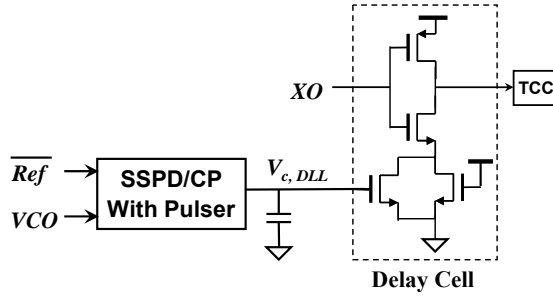 XO
TCC
Ref
VCO
SSPD/CP
With Pulser
Vc, DLL
Delay Cell